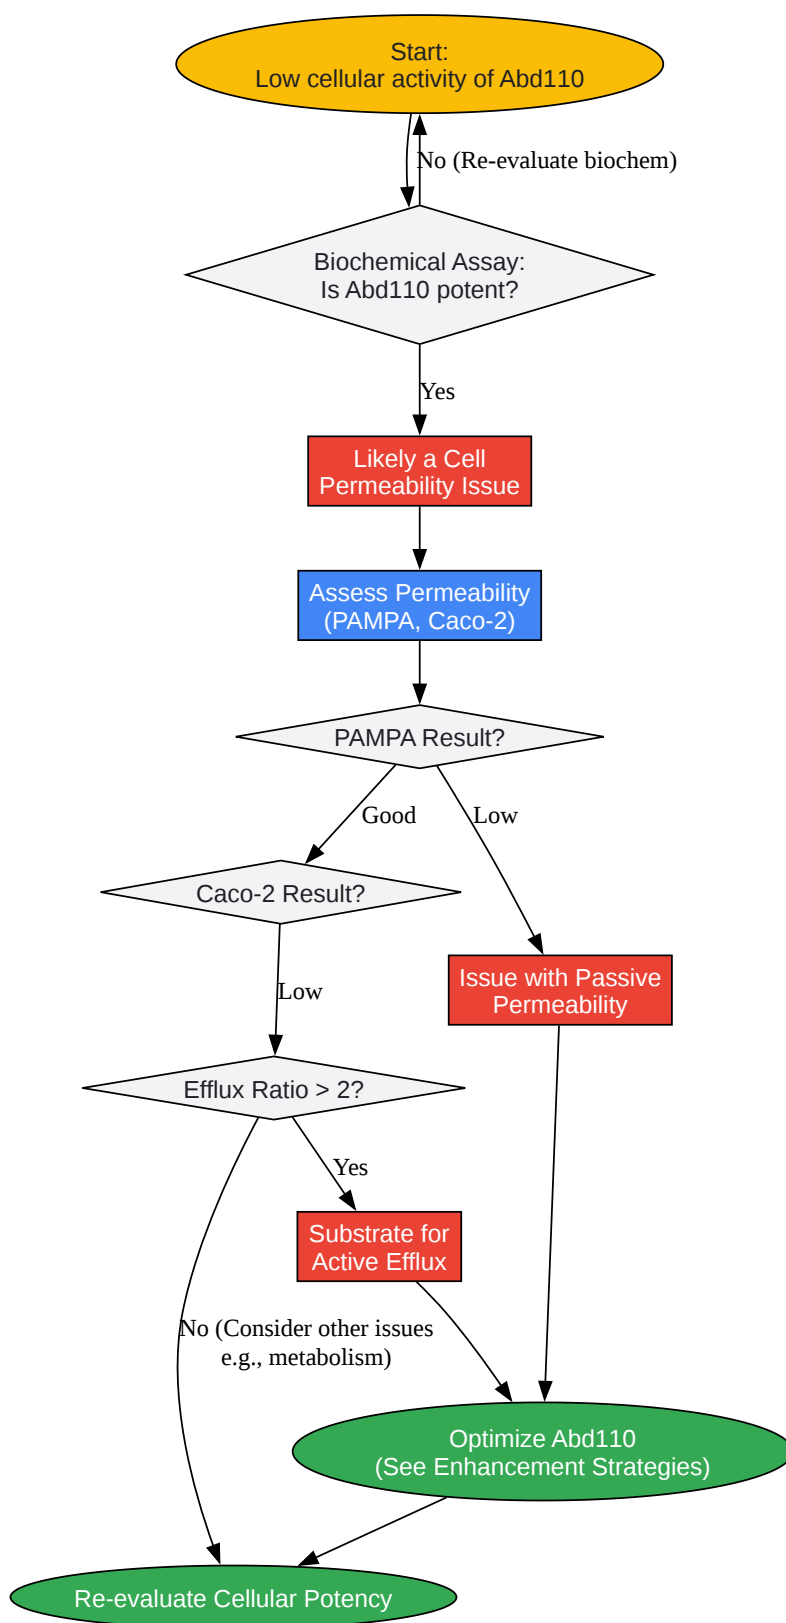 Start:
Low cellular activity of Abd110
No (Re-evaluate biochem)
Biochemical Assay:
Is Abd110 potent?
Yes
Likely a Cell
Permeability Issue
Assess Permeability
(PAMPA, Caco-2)
PAMPA Result?
Good
Low
Caco-2 Result?
Issue with Passive
Permeability
Low
Efflux Ratio > 2?
Yes
Substrate for
Active Efflux
No (Consider other issues
e.g., metabolism)
Optimize Abd110
(See Enhancement Strategies)
Re-evaluate Cellular Potency